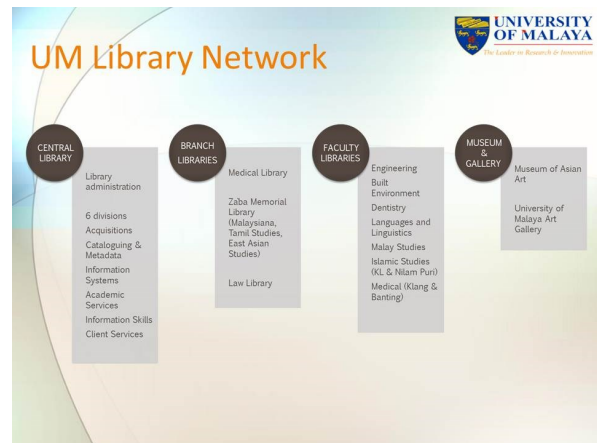 UM Library Network
UNIVERSITY
OF MALAYA
The Leader in Research & Innovation
CENTRAL
LIBRARY
Library
administration
6 divisions
Acquisitions
Cataloguing &
Metadata
Information
Systems
Academic
Services
Information Skills
Client Services
BRANCH
LIBRARIES
Medical Library
Zaba Memorial
Library
(Malaysiana,
Tamil Studies,
East Asian
Studies)
Law Library
FACULTY
LIBRARIES
Engineering
Built
Environment
Dentistry
Languages and
Linguistics
Malay Studies
Islamic Studies
(KL & Nilam Puri)
Medical (Klang &
Banting)
MUSEUM
&
GALLERY
Museum of Asian
Art
University of
Malaya Art
Gallery